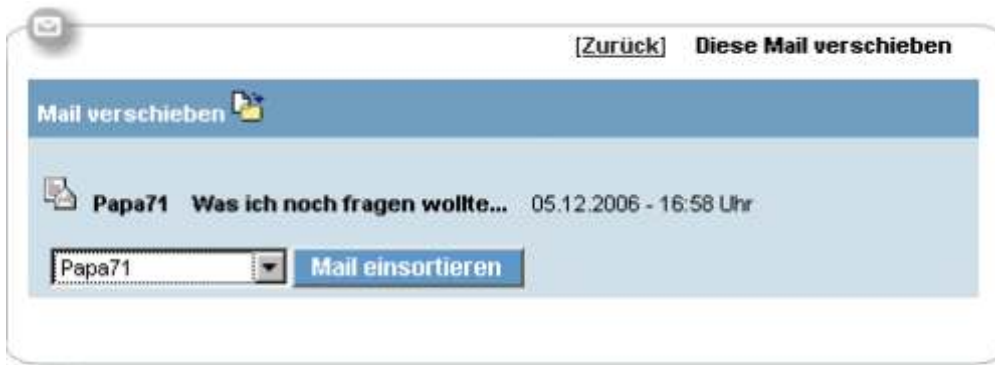 [Zurück] Diese Mail verschieben
Mail verschieben
Papa71 Was ich noch fragen wollte... 05.12.2006 - 16:58 Uhr
Papa71 Mail einsortieren